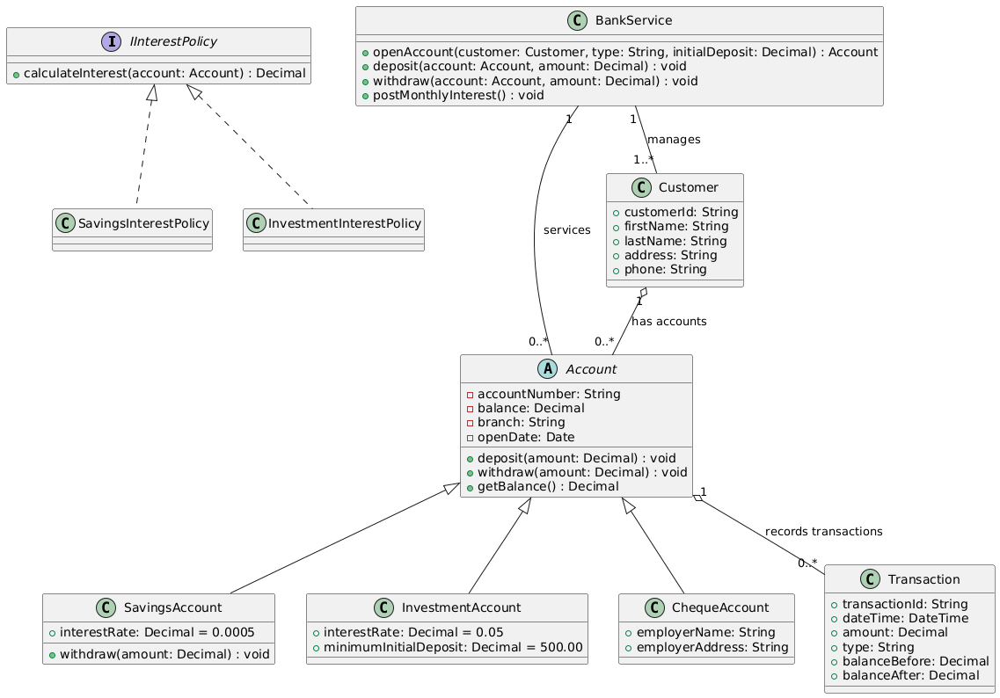 I IInterestPolicy
calculateInterest(account: Account) : Decimal
C BankService
openAccount(customer: Customer, type: String, initialDeposit: Decimal) : Account
deposit(account: Account, amount: Decimal) : void
withdraw(account: Account, amount: Decimal) : void
postMonthlyInterest() : void
1
1
manages
1..*
C SavingsInterestPolicy
C InvestmentInterestPolicy
services
C Customer
customerId: String
firstName: String
lastName: String
address: String
phone: String
1
has accounts
0..*
0..*
A Account
accountNumber: String
balance: Decimal
branch: String
openDate: Date
deposit(amount: Decimal) : void
withdraw(amount: Decimal) : void
getBalance() : Decimal
1
records transactions
0..*
C SavingsAccount
interestRate: Decimal = 0.0005
withdraw(amount: Decimal) : void
C InvestmentAccount
interestRate: Decimal = 0.05
minimumInitialDeposit: Decimal = 500.00
C ChequeAccount
employerName: String
employerAddress: String
C Transaction
transactionId: String
dateTime: DateTime
amount: Decimal
type: String
balanceBefore: Decimal
balanceAfter: Decimal